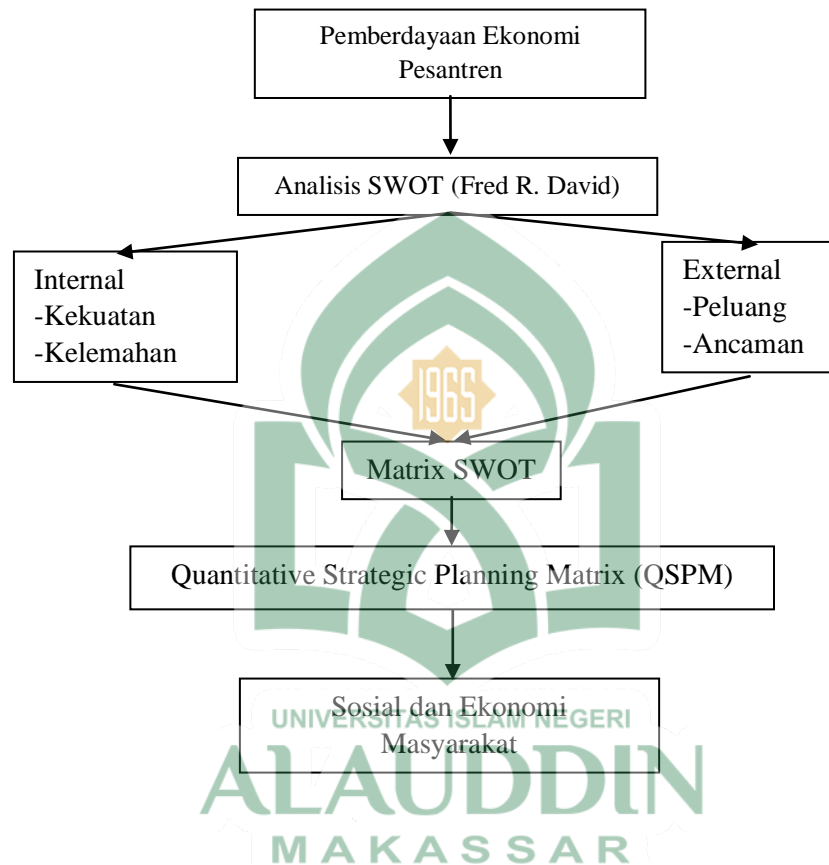 Pemberdayaan Ekonomi
Pesantren
Analisis SWOT (Fred R. David)
Internal
-Kekuatan
-Kelemahan
External
-Peluang
-Ancaman
1965
Matrix SWOT
Quantitative Strategic Planning Matrix (QSPM)
Sosial dan Ekonomi
Masyarakat
UNIVERSITAS ISLAM NEGERI
ALAUDDIN
MAKASSAR